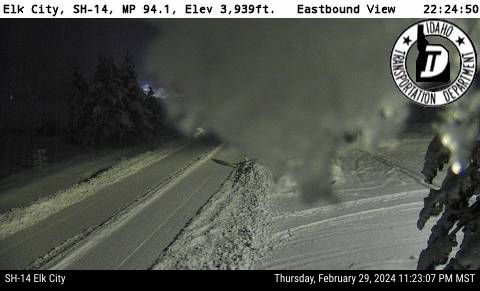 Elk City, SH-14, MP 94.1, Elev 3,939ft. Eastbound View 22:24:50
IDAHO
TRANSPORTATION DEPARTMENT
SH-14 Elk City Thursday, February 29, 2024 11:23:07 PM MST